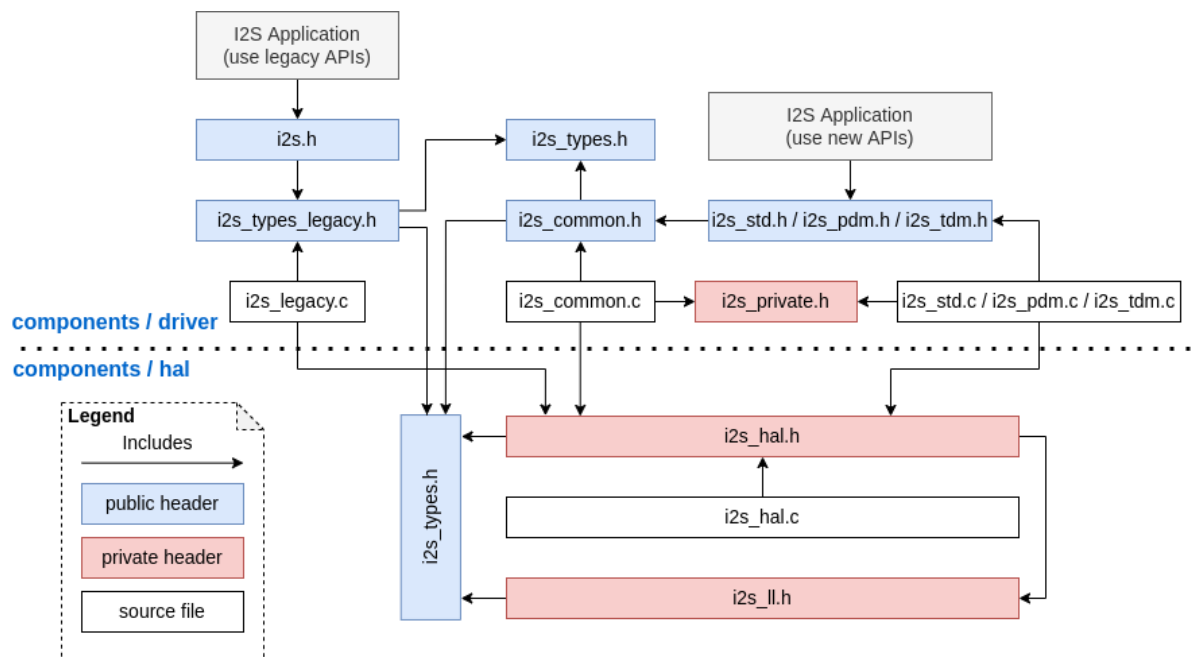 I2S Application
(use legacy APIs)
I2S Application
(use new APIs)
i2s.h
i2s_types.h
i2s_types_legacy.h
i2s_common.h
i2s_std.h / i2s_pdm.h / i2s_tdm.h
i2s_legacy.c
i2s_common.c
i2s_private.h
i2s_std.c / i2s_pdm.c / i2s_tdm.c
components / driver
components / hal
Legend
Includes
public header
private header
source file
i2s_types.h
i2s_hal.h
i2s_hal.c
i2s_ll.h